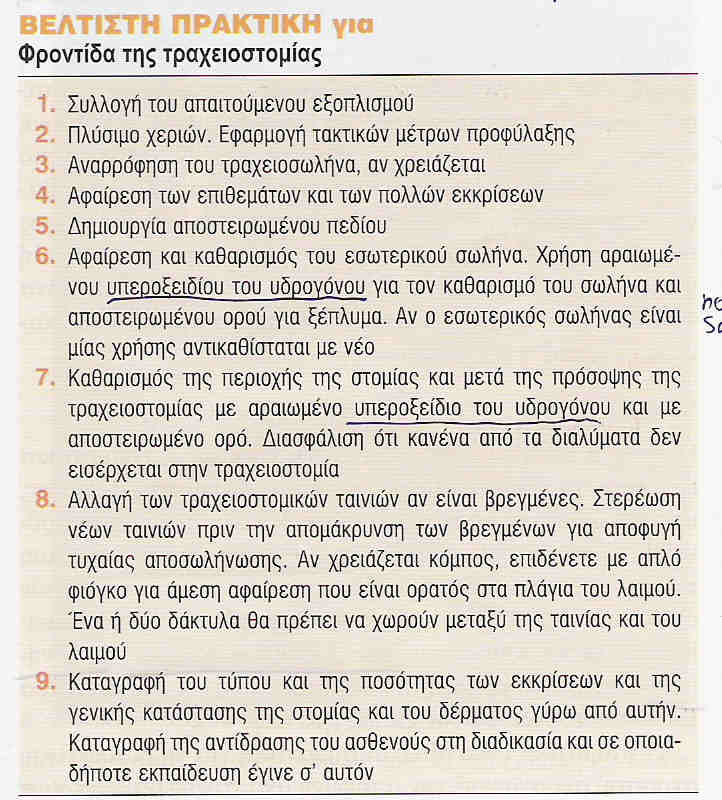 ΒΕΛΤΙΣΤΗ ΠΡΑΚΤΙΚΗ για
Φροντίδα της τραχειοστομίας
1. Συλλογή του απαιτούμενου εξοπλισμού
2. Πλύσιμο χεριών. Εφαρμογή τακτικών μέτρων προφύλαξης
3. Αναρρόφηση του τραχειοσωλήνα, αν χρειάζεται
4. Αφαίρεση των επιθεμάτων και των πολλών εκκρίσεων
5. Δημιουργία αποστειρωμένου πεδίου
6. Αφαίρεση και καθαρισμός του εσωτερικού σωλήνα. Χρήση αραιωμέ-
νου υπεροξειδίου του υδρογόνου για τον καθαρισμό του σωλήνα και
αποστειρωμένου ορού για ξέπλυμα. Αν ο εσωτερικός σωλήνας είναι
μίας χρήσης αντικαθίσταται με νέο
7. Καθαρισμός της περιοχής της στομίας και μετά της πρόσοψης της
τραχειοστομίας με αραιωμένο υπεροξείδιο του υδρογόνου και με
αποστειρωμένο ορό. Διασφάλιση ότι κανένα από τα διαλύματα δεν
εισέρχεται στην τραχειοστομία
8. Αλλαγή των τραχειοστομικών ταινιών αν είναι βρεγμένες. Στερέωση
νέων ταινιών πριν την απομάκρυνση των βρεγμένων για αποφυγή
τυχαίας αποσωλήνωσης. Αν χρειάζεται κόμπος, επιδένετε με απλό
φιόγκο για άμεση αφαίρεση που είναι ορατός στα πλάγια του λαιμού.
Ένα ή δύο δάκτυλα θα πρέπει να χωρούν μεταξύ της ταινίας και του
λαιμού
9. Καταγραφή του τύπου και της ποσότητας των εκκρίσεων και της
γενικής κατάστασης της στομίας και του δέρματος γύρω από αυτήν.
Καταγραφή της αντίδρασης του ασθενούς στη διαδικασία και σε οποια-
δήποτε εκπαίδευση έγινε σ' αυτόν